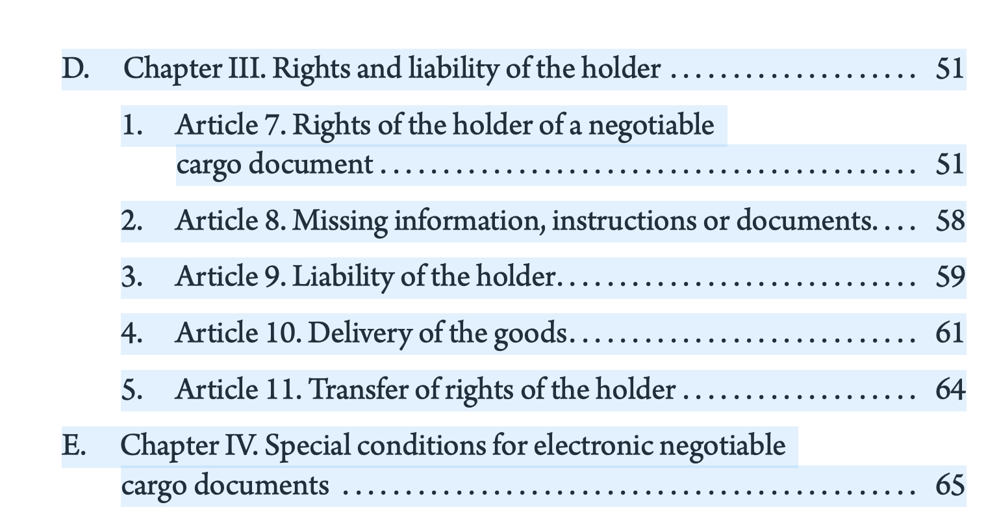 D. Chapter III. Rights and liability of the holder . . . . . . . . . . . . . . . . . . . . 51
1. Article 7. Rights of the holder of a negotiable
cargo document . . . . . . . . . . . . . . . . . . . . . . . . . . . . . . . . . . . . . . . . . . . 51
2. Article 8. Missing information, instructions or documents. . . . 58
3. Article 9. Liability of the holder. . . . . . . . . . . . . . . . . . . . . . . . . . . . . 59
4. Article 10. Delivery of the goods. . . . . . . . . . . . . . . . . . . . . . . . . . . . 61
5. Article 11. Transfer of rights of the holder . . . . . . . . . . . . . . . . . . . 64
E. Chapter IV. Special conditions for electronic negotiable
cargo documents . . . . . . . . . . . . . . . . . . . . . . . . . . . . . . . . . . . . . . . . . . . . . . 65